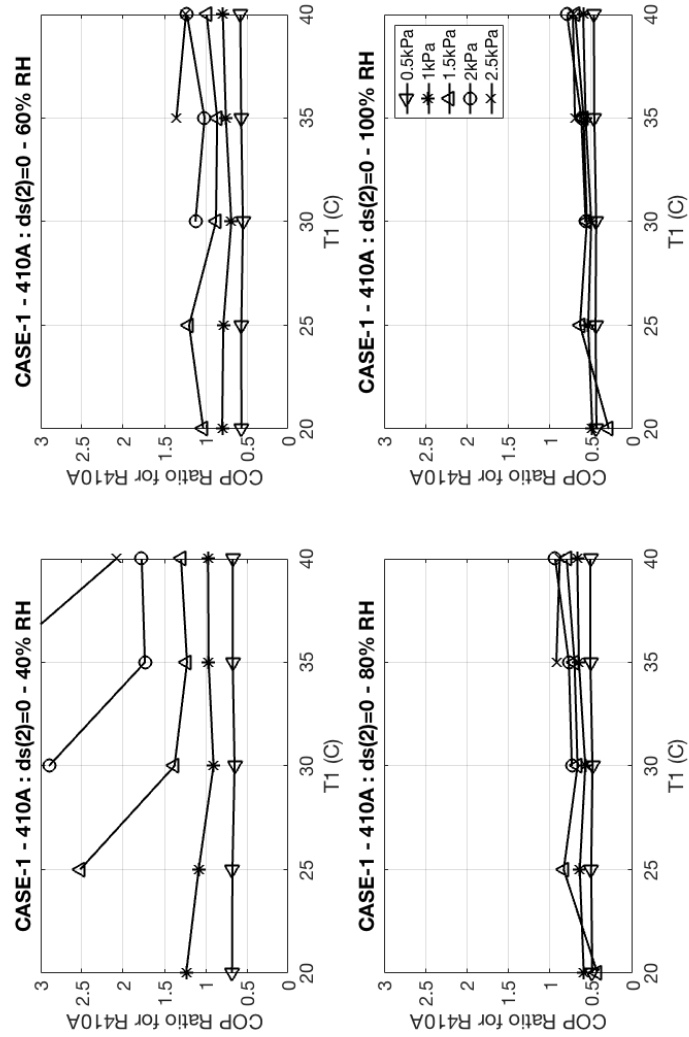 CASE-1 - 410A : ds(2)=0 - 40% RH
COP Ratio for R410A
3
2.5
2
1.5
1
0.5
0
20 25 30 35 40
T1 (C)
CASE-1 - 410A : ds(2)=0 - 60% RH
COP Ratio for R410A
3
2.5
2
1.5
1
0.5
0
20 25 30 35 40
T1 (C)
CASE-1 - 410A : ds(2)=0 - 80% RH
COP Ratio for R410A
3
2.5
2
1.5
1
0.5
0
20 25 30 35 40
T1 (C)
CASE-1 - 410A : ds(2)=0 - 100% RH
COP Ratio for R410A
3
2.5
2
1.5
1
0.5
0
20 25 30 35 40
T1 (C)
0.5kPa
1kPa
1.5kPa
2kPa
2.5kPa